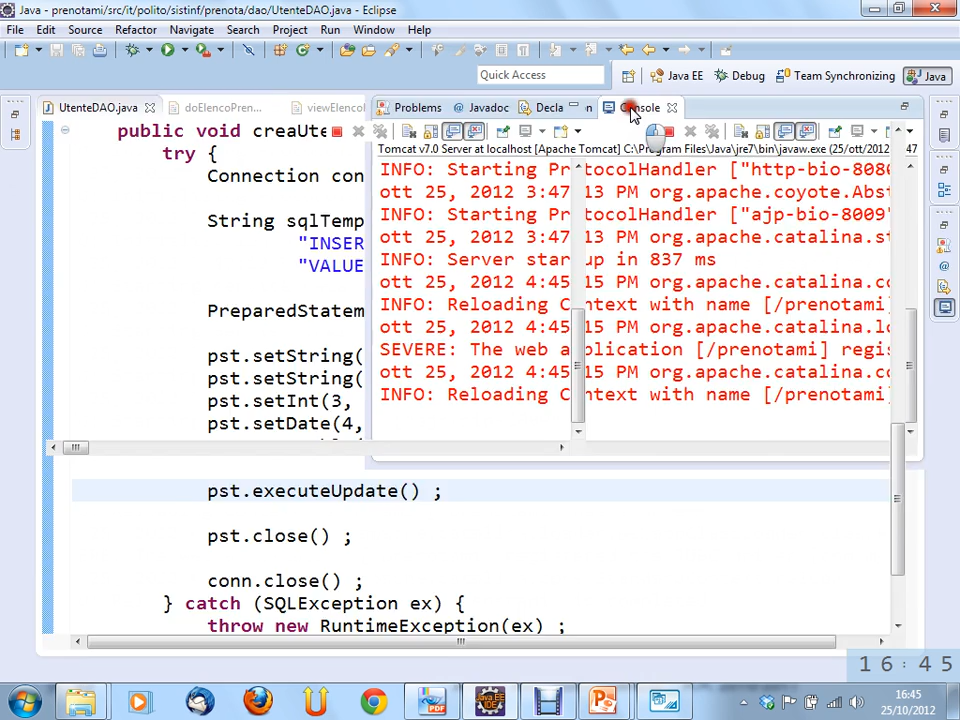 Java - prenotami/src/it/polito/sistinf/prenota/dao/UtenteDAO.java - Eclipse
File Edit Source Refactor Navigate Search Project Run Window Help
Quick Access Java EE Debug Team Synchronizing Java
UtenteDAO.java doElencoPren... viewElencol
Problems @ Javadoc Decla n Console
Tomcat v7.0 Server at localhost [Apache Tomcat] C:\Program Files\Java\jre7\bin\javaw.exe (25/ott/2012 47
public void creaUte
try {
Connection con
String sqlTemp
"INSER
"VALUE
PreparedStatem
pst.setString(
pst.setString(
pst.setInt(3,
pst.setDate(4,
INFO: Starting ProtocolHandler ["http-bio-8080
ott 25, 2012 3:47:13 PM org.apache.coyote.Abst
INFO: Starting ProtocolHandler ["ajp-bio-8009"
ott 25, 2012 3:47:13 PM org.apache.catalina.st
INFO: Server startup in 837 ms
ott 25, 2012 4:45:15 PM org.apache.catalina.co
INFO: Reloading Context with name [/prenotami]
ott 25, 2012 4:45:15 PM org.apache.catalina.lo
SEVERE: The web application [/prenotami] regis
ott 25, 2012 4:45:15 PM org.apache.catalina.co
INFO: Reloading Context with name [/prenotami]
pst.executeUpdate() ;
pst.close() ;
conn.close() ;
} catch (SQLException ex) {
throw new RuntimeException(ex) ;
16:45
PDF
Java EE IDE
16:45
25/10/2012